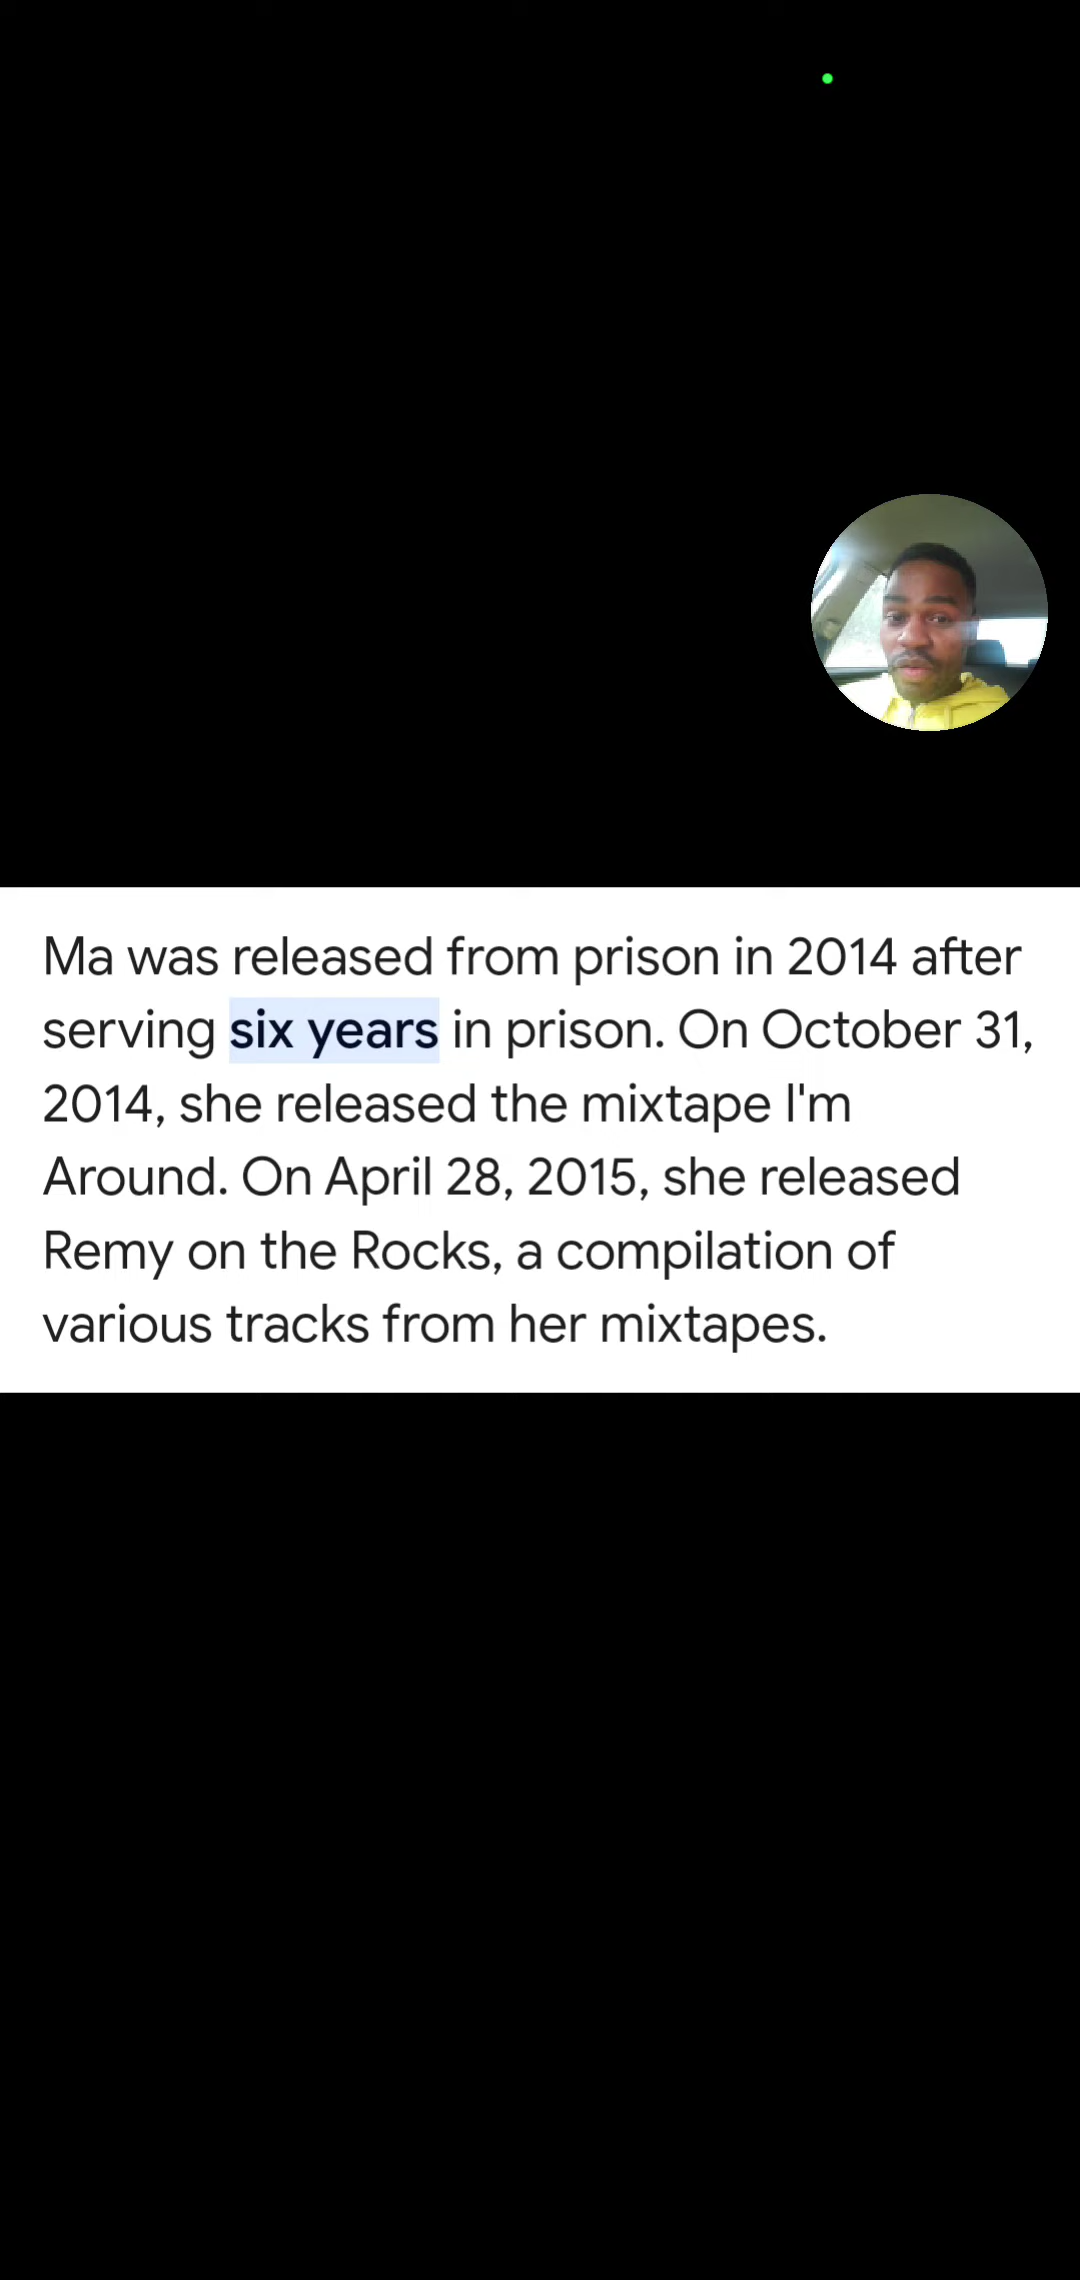 Ma was released from prison in 2014 after
serving six years in prison. On October 31,
2014, she released the mixtape I'm
Around. On April 28, 2015, she released
Remy on the Rocks, a compilation of
various tracks from her mixtapes.